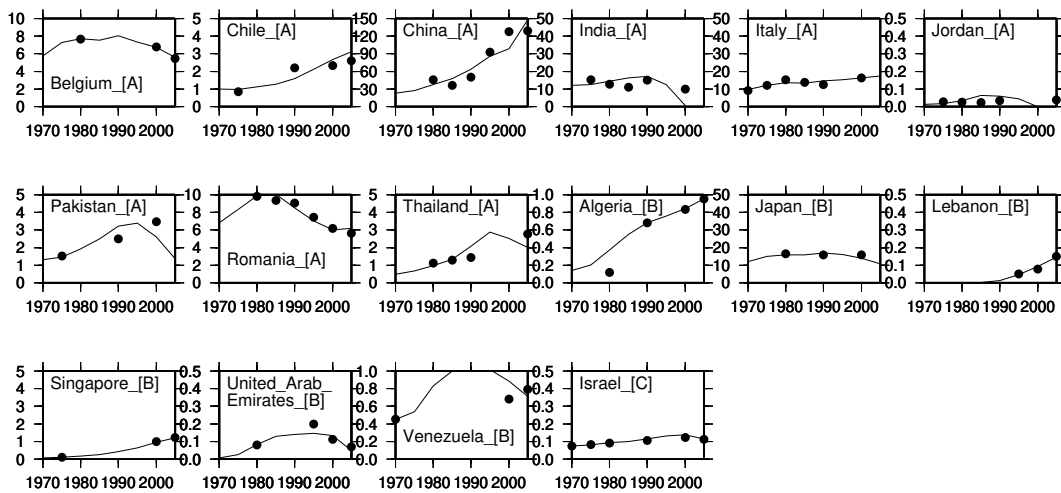 10 5 150 50 50 0.5
Chile_[A] China_[A] India_[A] Italy_[A] Jordan_[A]
8 4 120 40 40 0.4
6 3 90 30 30 0.3
4 2 60 20 20 0.2
Belgium_[A]
2 1 30 10 10 0.1
0 0 0 0 0 0.0
1970 1980 1990 2000 1970 1980 1990 2000 1970 1980 1990 2000 1970 1980 1990 2000 1970 1980 1990 2000 1970 1980 1990 2000
5 10 5 1.0 50 0.5
Pakistan_[A] Thailand_[A] Algeria_[B] Japan_[B] Lebanon_[B]
4 8 4 0.8 40 0.4
3 6 3 0.6 30 0.3
2 4 2 0.4 20 0.2
Romania_[A]
1 2 1 0.2 10 0.1
0 0 0 0.0 0 0.0
1970 1980 1990 2000 1970 1980 1990 2000 1970 1980 1990 2000 1970 1980 1990 2000 1970 1980 1990 2000 1970 1980 1990 2000
5 0.5 1.0 0.5
Singapore_[B] United_Arab_ Israel_[C]
Emirates_[B]
4 0.4 0.8 0.4
3 0.3 0.6 0.3
2 0.2 0.4 0.2
Venezuela_[B]
1 0.1 0.2 0.1
0 0.0 0.0 0.0
1970 1980 1990 2000 1970 1980 1990 2000 1970 1980 1990 2000 1970 1980 1990 2000